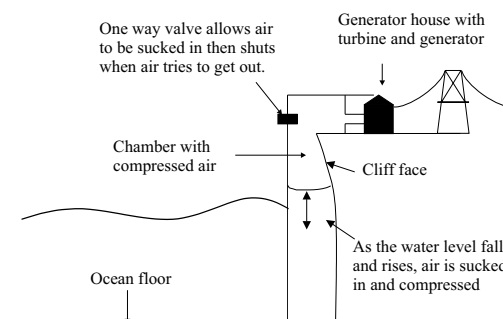 One way valve allows air
to be sucked in then shuts
when air tries to get out.
Generator house with
turbine and generator
Chamber with
compressed air
Cliff face
As the water level fall
and rises, air is sucked
in and compressed
Ocean floor